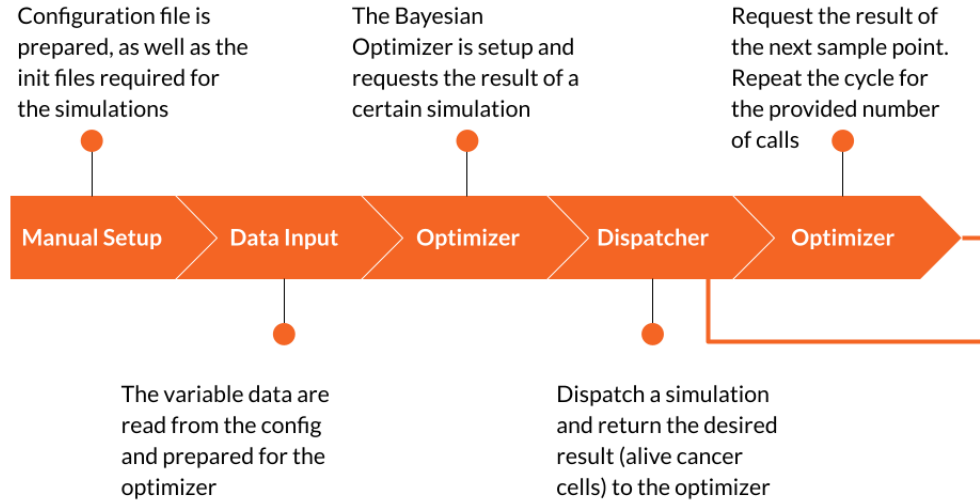 Configuration file is
prepared, as well as the
init files required for
the simulations
The Bayesian
Optimizer is setup and
requests the result of a
certain simulation
Request the result of
the next sample point.
Repeat the cycle for
the provided number
of calls
Manual Setup
Data Input
Optimizer
Dispatcher
Optimizer
The variable data are
read from the config
and prepared for the
optimizer
Dispatch a simulation
and return the desired
result (alive cancer
cells) to the optimizer